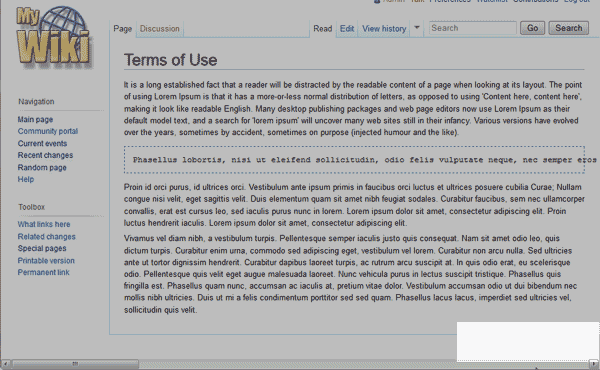 My
Wiki
Admin Talk Preferences Watchlist Contributions Log out
Page Discussion Read Edit View history Search Go Search
Terms of Use
It is a long established fact that a reader will be distracted by the readable content of a page when looking at its layout. The point
of using Lorem Ipsum is that it has a more-or-less normal distribution of letters, as opposed to using 'Content here, content here',
making it look like readable English. Many desktop publishing packages and web page editors now use Lorem Ipsum as their
default model text, and a search for 'lorem ipsum' will uncover many web sites still in their infancy. Various versions have evolved
over the years, sometimes by accident, sometimes on purpose (injected humour and the like).
Phasellus lobortis, nisi ut eleifend sollicitudin, odio felis vulputate neque, nec semper eros
Proin id orci purus, id ultrices orci. Vestibulum ante ipsum primis in faucibus orci luctus et ultrices posuere cubilia Curae; Nullam
congue nisi velit, eget sagittis velit. Duis elementum quam sit amet nibh feugiat sodales. Curabitur faucibus, sem nec ullamcorper
convallis, erat est cursus leo, sed iaculis purus nunc in lorem. Lorem ipsum dolor sit amet, consectetur adipiscing elit. Proin
luctus hendrerit iaculis. Lorem ipsum dolor sit amet, consectetur adipiscing elit.
Vivamus vel diam nibh, a vestibulum turpis. Pellentesque semper iaculis justo quis consequat. Nam sit amet odio leo, quis
dictum turpis. Curabitur enim urna, commodo sed adipiscing eget, vestibulum vel lorem. Curabitur non arcu nulla. Sed ultricies
ante ut tortor dignissim hendrerit. Curabitur dapibus laoreet turpis, ac rutrum arcu suscipit at. In quis odio erat, eu scelerisque
odio. Pellentesque quis velit eget augue malesuada laoreet. Nunc vehicula purus in lectus suscipit tristique. Phasellus quis
fringilla est. Phasellus quam nunc, accumsan ac iaculis at, pretium vitae dolor. Vestibulum accumsan odio ut dui bibendum nec
mollis nibh ultricies. Duis ut mi a felis condimentum porttitor sed sed quam. Phasellus lacus lacus, imperdiet sed ultricies vel,
sollicitudin quis velit.
Navigation
Main page
Community portal
Current events
Recent changes
Random page
Help
Toolbox
What links here
Related changes
Special pages
Printable version
Permanent link